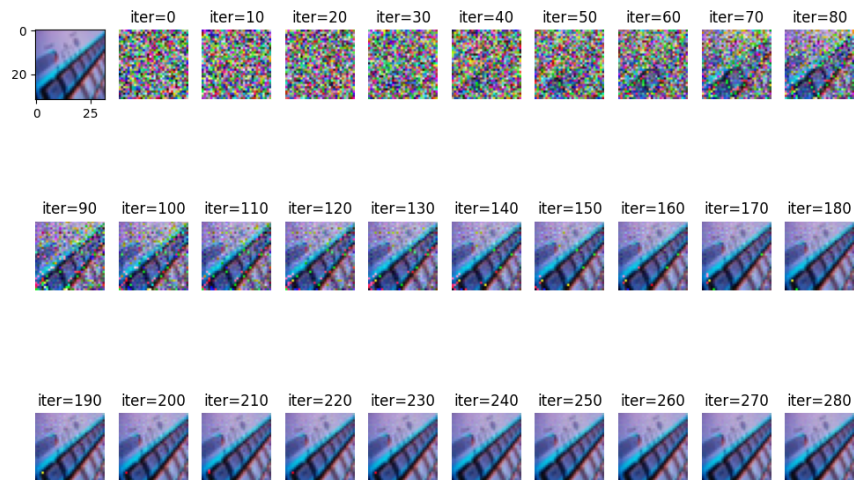 iter=0 iter=10 iter=20 iter=30 iter=40 iter=50 iter=60 iter=70 iter=80
0
20
0 25
iter=90 iter=100 iter=110 iter=120 iter=130 iter=140 iter=150 iter=160 iter=170 iter=180
iter=190 iter=200 iter=210 iter=220 iter=230 iter=240 iter=250 iter=260 iter=270 iter=280